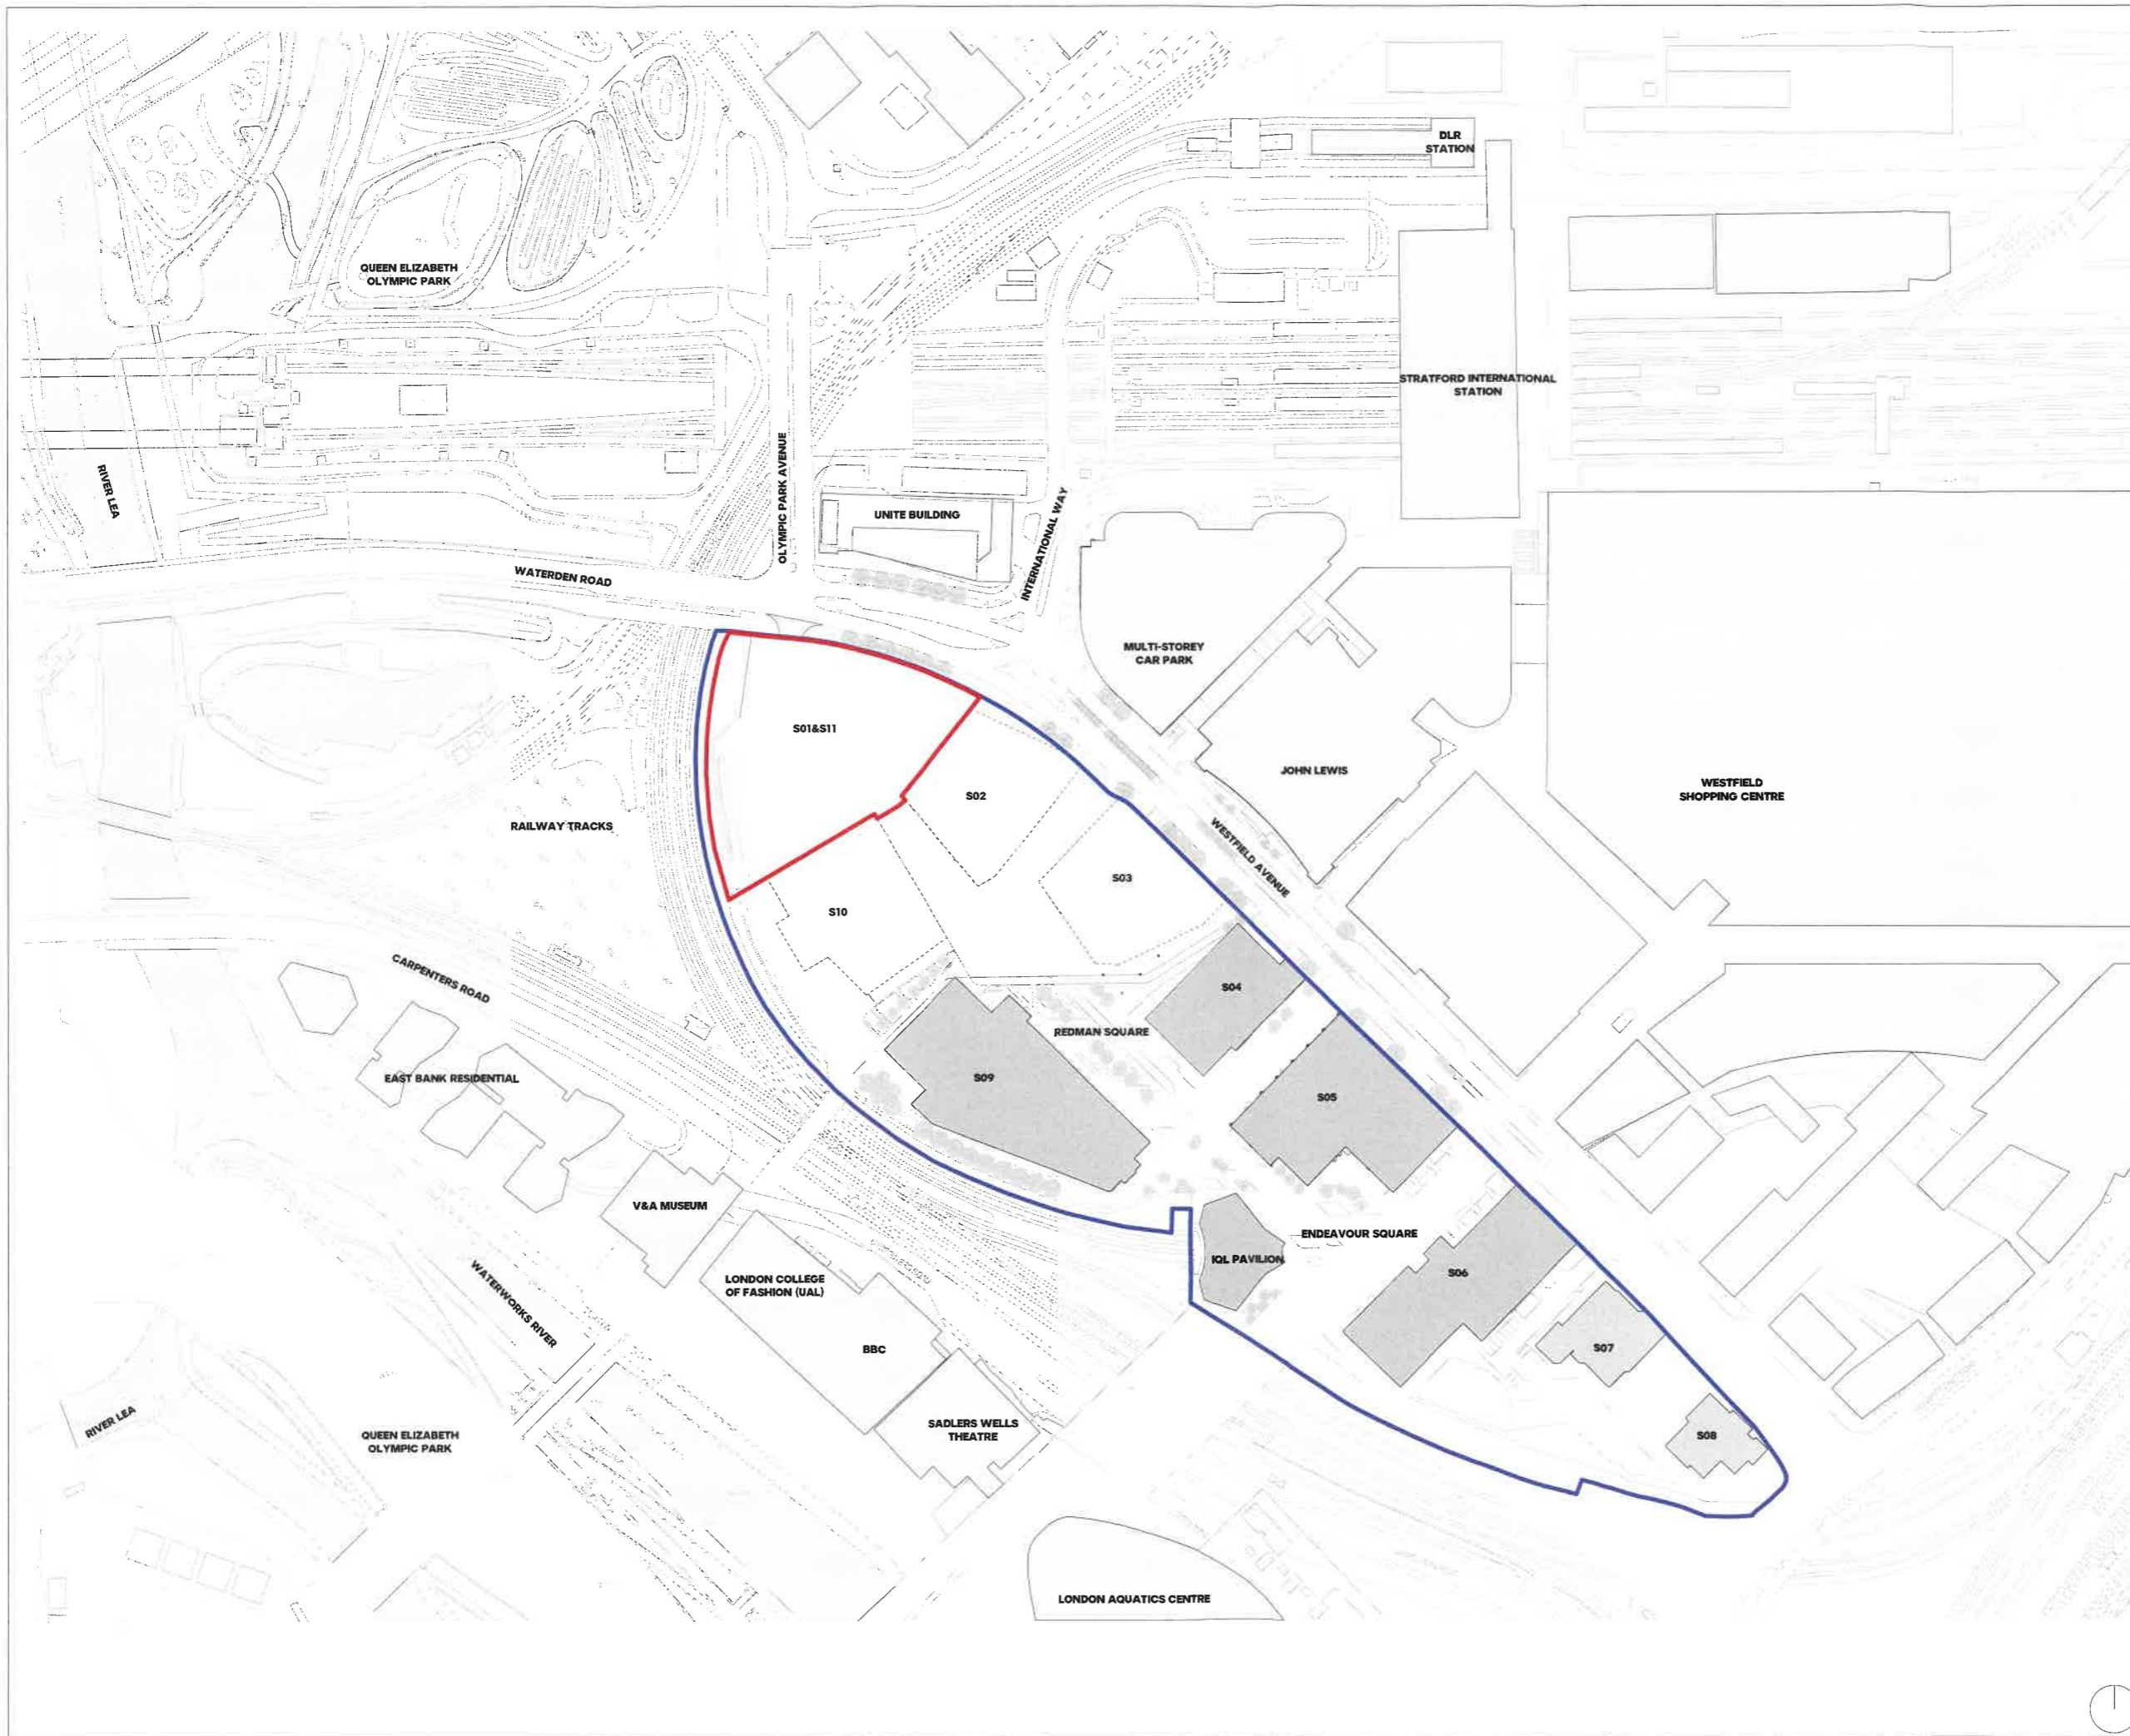 DLR
STATION
QUEEN ELIZABETH
OLYMPIC PARK
STRATFORD INTERNATIONAL
STATION
RIVER LEA
OLYMPIC PARK AVENUE
UNITE BUILDING
INTERNATIONAL WAY
WATERDEN ROAD
MULTI-STOREY
CAR PARK
S01&S11
JOHN LEWIS
WESTFIELD
SHOPPING CENTRE
S02
RAILWAY TRACKS
WESTFIELD AVENUE
S03
S10
CARPENTERS ROAD
S04
REDMAN SQUARE
EAST BANK RESIDENTIAL
S09
S05
V&A MUSEUM
ENDEAVOUR SQUARE
IQL PAVILION
S06
LONDON COLLEGE
OF FASHION (UAL)
WATERWORKS RIVER
BBC
S07
RIVER LEA
QUEEN ELIZABETH
OLYMPIC PARK
SADLERS WELLS
THEATRE
S08
LONDON AQUATICS CENTRE